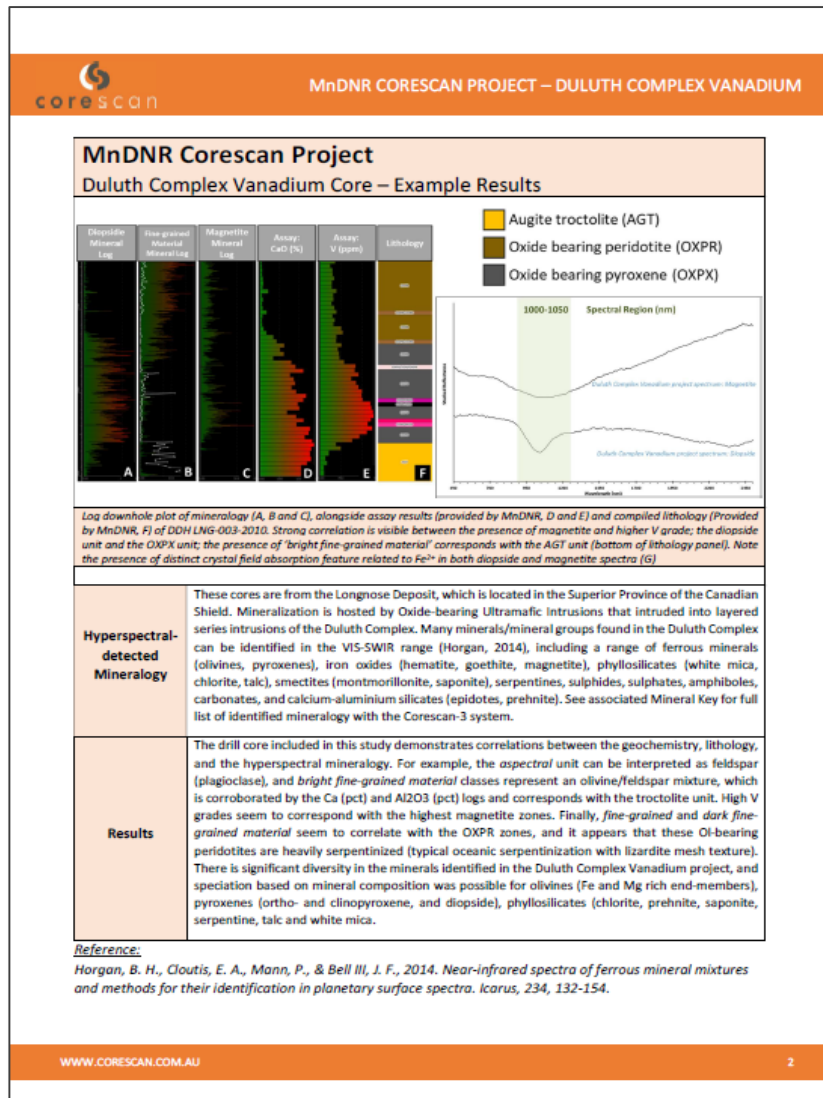 corescan
MnDNR CORESCAN PROJECT – DULUTH COMPLEX VANADIUM
MnDNR Corescan Project
Duluth Complex Vanadium Core – Example Results
Diopside
Mineral
Log
Fine-grained
Material
Mineral Log
Magnetite
Mineral
Log
Assay:
CaO (%)
Assay:
V (ppm)
Lithology
A
B
C
D
E
F
Augite troctolite (AGT)
Oxide bearing peridotite (OXPR)
Oxide bearing pyroxene (OXPX)
1000-1050
Spectral Region (nm)
Duluth Complex Vanadium project spectrum: Magnetite
Duluth Complex Vanadium project spectrum: Diopside
Wavelength (nm)
Log downhole plot of mineralogy (A, B and C), alongside assay results (provided by MnDNR, D and E) and compiled lithology (Provided
by MnDNR, F) of DDH LNG-003-2010. Strong correlation is visible between the presence of magnetite and higher V grade; the diopside
unit and the OXPX unit; the presence of 'bright fine-grained material' corresponds with the AGT unit (bottom of lithology panel). Note
the presence of distinct crystal field absorption feature related to Fe²⁺ in both diopside and magnetite spectra (G)
Hyperspectral-
detected
Mineralogy
These cores are from the Longnose Deposit, which is located in the Superior Province of the Canadian
Shield. Mineralization is hosted by Oxide-bearing Ultramafic Intrusions that intruded into layered
series intrusions of the Duluth Complex. Many minerals/mineral groups found in the Duluth Complex
can be identified in the VIS-SWIR range (Horgan, 2014), including a range of ferrous minerals
(olivines, pyroxenes), iron oxides (hematite, goethite, magnetite), phyllosilicates (white mica,
chlorite, talc), smectites (montmorillonite, saponite), serpentines, sulphides, sulphates, amphiboles,
carbonates, and calcium-aluminium silicates (epidotes, prehnite). See associated Mineral Key for full
list of identified mineralogy with the Corescan-3 system.
Results
The drill core included in this study demonstrates correlations between the geochemistry, lithology,
and the hyperspectral mineralogy. For example, the aspectral unit can be interpreted as feldspar
(plagioclase), and bright fine-grained material classes represent an olivine/feldspar mixture, which
is corroborated by the Ca (pct) and Al2O3 (pct) logs and corresponds with the troctolite unit. High V
grades seem to correspond with the highest magnetite zones. Finally, fine-grained and dark fine-
grained material seem to correlate with the OXPR zones, and it appears that these Ol-bearing
peridotites are heavily serpentinized (typical oceanic serpentinization with lizardite mesh texture).
There is significant diversity in the minerals identified in the Duluth Complex Vanadium project, and
speciation based on mineral composition was possible for olivines (Fe and Mg rich end-members),
pyroxenes (ortho- and clinopyroxene, and diopside), phyllosilicates (chlorite, prehnite, saponite,
serpentine, talc and white mica.
Reference:
Horgan, B. H., Cloutis, E. A., Mann, P., & Bell III, J. F., 2014. Near-infrared spectra of ferrous mineral mixtures
and methods for their identification in planetary surface spectra. Icarus, 234, 132-154.
WWW.CORESCAN.COM.AU
2